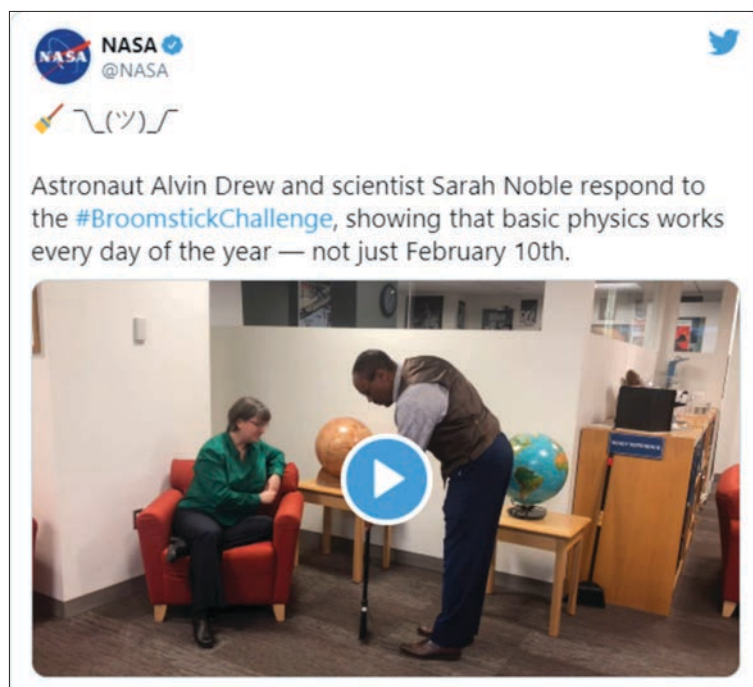 NASA
NASA
@NASA
🧹 ¯\_(ツ)_/¯
Astronaut Alvin Drew and scientist Sarah Noble respond to
the #BroomstickChallenge, showing that basic physics works
every day of the year — not just February 10th.